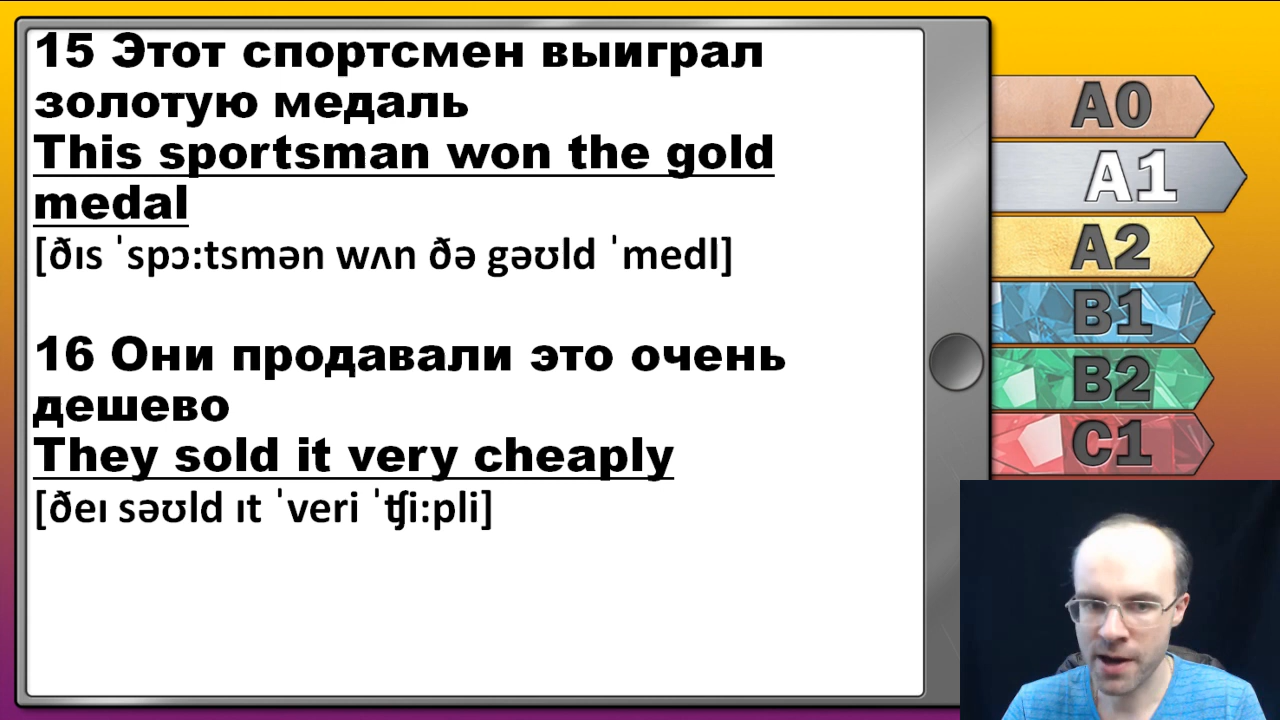 15 Этот спортсмен выиграл
золотую медаль
This sportsman won the gold
medal
[ðɪs ˈspɔ:tsmən wʌn ðə gəʊld ˈmedl]
16 Они продавали это очень
дешево
They sold it very cheaply
[ðeɪ səʊld ɪt ˈveri ˈʧi:pli]
A0
A1
A2
B1
B2
C1